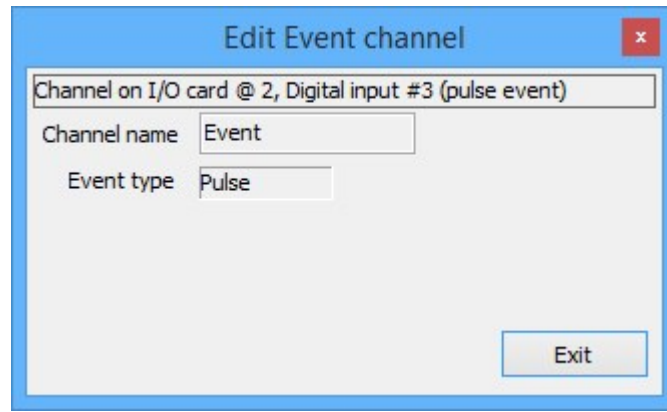 Edit Event channel
x
Channel on I/O card @ 2, Digital input #3 (pulse event)
Channel name Event
Event type Pulse
Exit